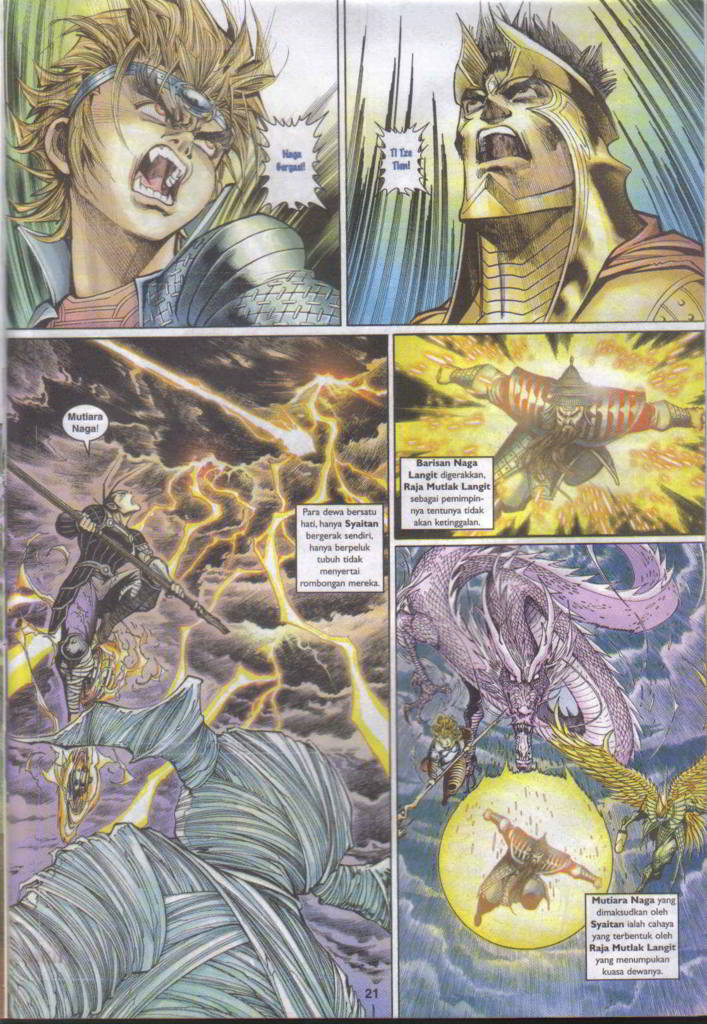 Naga
Gergasi!
Ti Tze
Tian!
Mutiara
Naga!
Para dewa bersatu
hati, hanya Syaitan
bergerak sendiri,
hanya berpeluk
tubuh tidak
menyertai
rombongan mereka.
Barisan Naga
Langit digerakkan,
Raja Mutlak Langit
sebagai pemimpin-
nya tentunya tidak
akan ketinggalan.
Mutiara Naga yang
dimaksudkan oleh
Syaitan ialah cahaya
yang terbentuk oleh
Raja Mutlak Langit
yang menumpukan
kuasa dewanya.
21